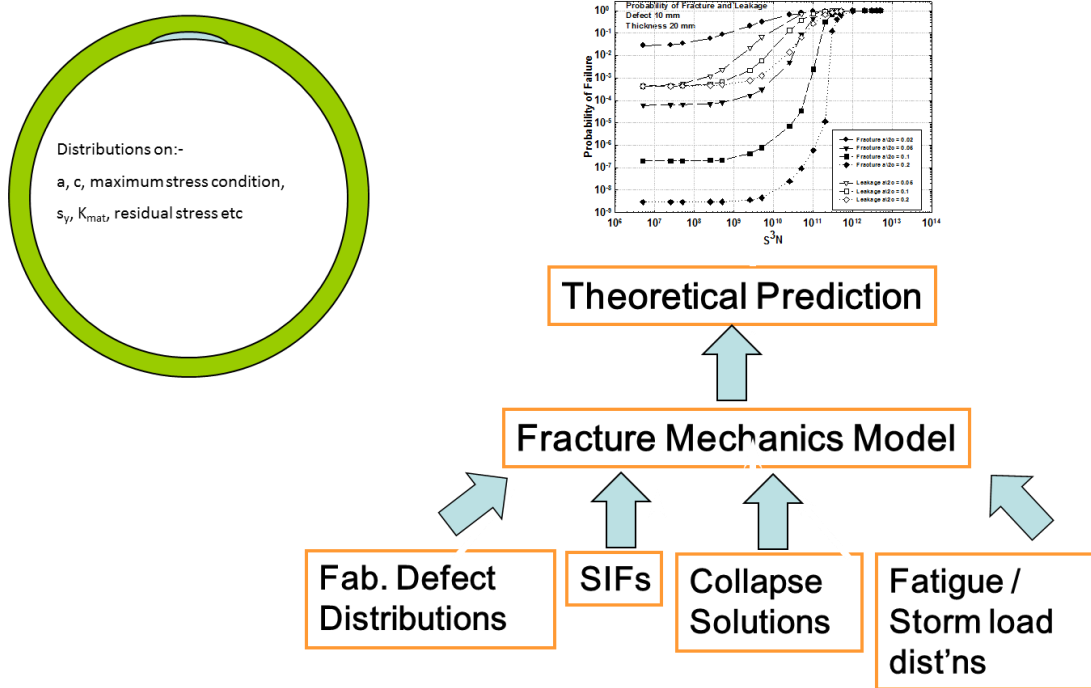 Distributions on:-
a, c, maximum stress condition,
sy, Kmat, residual stress etc
Probability of Fracture and Leakage
Defect 10 mm
Thickness 20 mm
Probability of Failure
10⁰
10⁻¹
10⁻²
10⁻³
10⁻⁴
10⁻⁵
10⁻⁶
10⁻⁷
10⁻⁸
10⁻⁹
10⁶ 10⁷ 10⁸ 10⁹ 10¹⁰ 10¹¹ 10¹² 10¹³ 10¹⁴
S³N
Fracture a/2c = 0.02
Fracture a/2c = 0.05
Fracture a/2c = 0.1
Fracture a/2c = 0.2
Leakage a/2c = 0.05
Leakage a/2c = 0.1
Leakage a/2c = 0.2
Theoretical Prediction
Fracture Mechanics Model
Fab. Defect
Distributions
SIFs
Collapse
Solutions
Fatigue /
Storm load
dist'ns